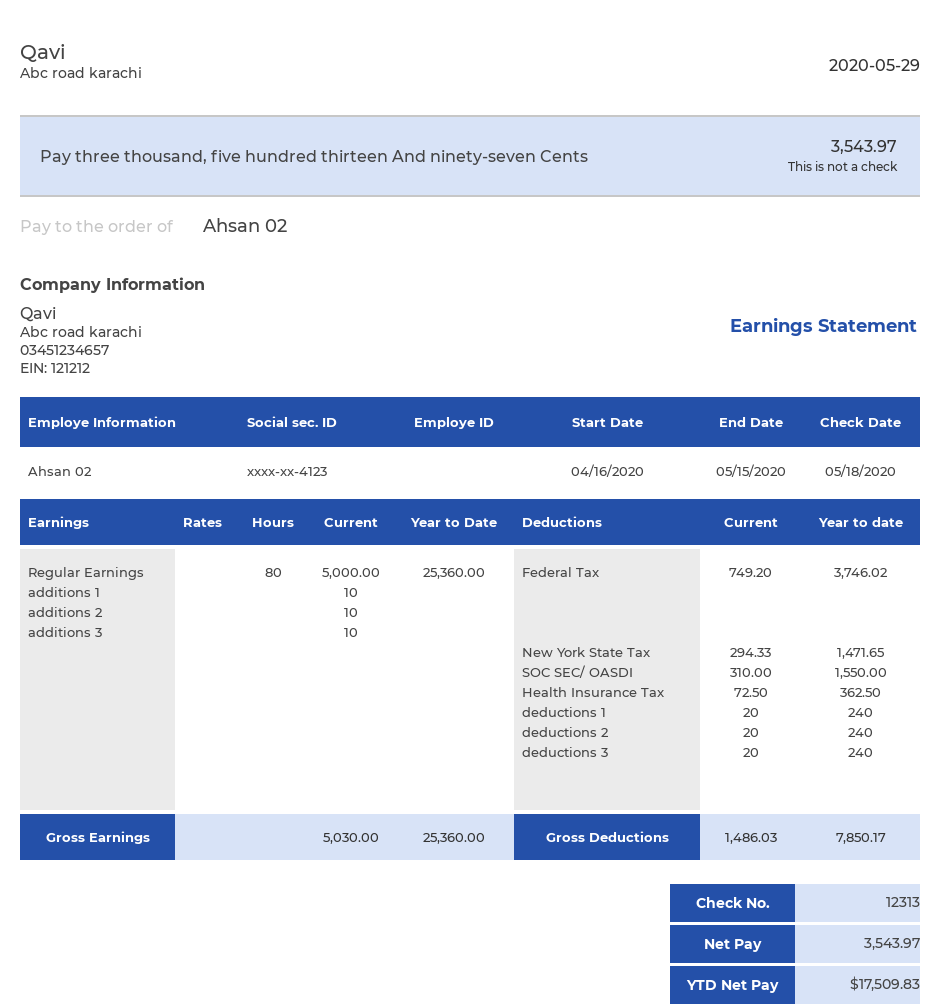 Qavi
Abc road karachi
2020-05-29
Pay three thousand, five hundred thirteen And ninety-seven Cents
3,543.97
This is not a check
Pay to the order of Ahsan 02
Company Information
Qavi
Abc road karachi
03451234657
EIN: 121212
Earnings Statement
Employe Information Social sec. ID Employe ID Start Date End Date Check Date
Ahsan 02 xxxx-xx-4123 04/16/2020 05/15/2020 05/18/2020
Earnings Rates Hours Current Year to Date Deductions Current Year to date
Regular Earnings 80 5,000.00 25,360.00 Federal Tax 749.20 3,746.02
additions 1 10
additions 2 10
additions 3 10
New York State Tax 294.33 1,471.65
SOC SEC/ OASDI 310.00 1,550.00
Health Insurance Tax 72.50 362.50
deductions 1 20 240
deductions 2 20 240
deductions 3 20 240
Gross Earnings 5,030.00 25,360.00 Gross Deductions 1,486.03 7,850.17
Check No. 12313
Net Pay 3,543.97
YTD Net Pay $17,509.83